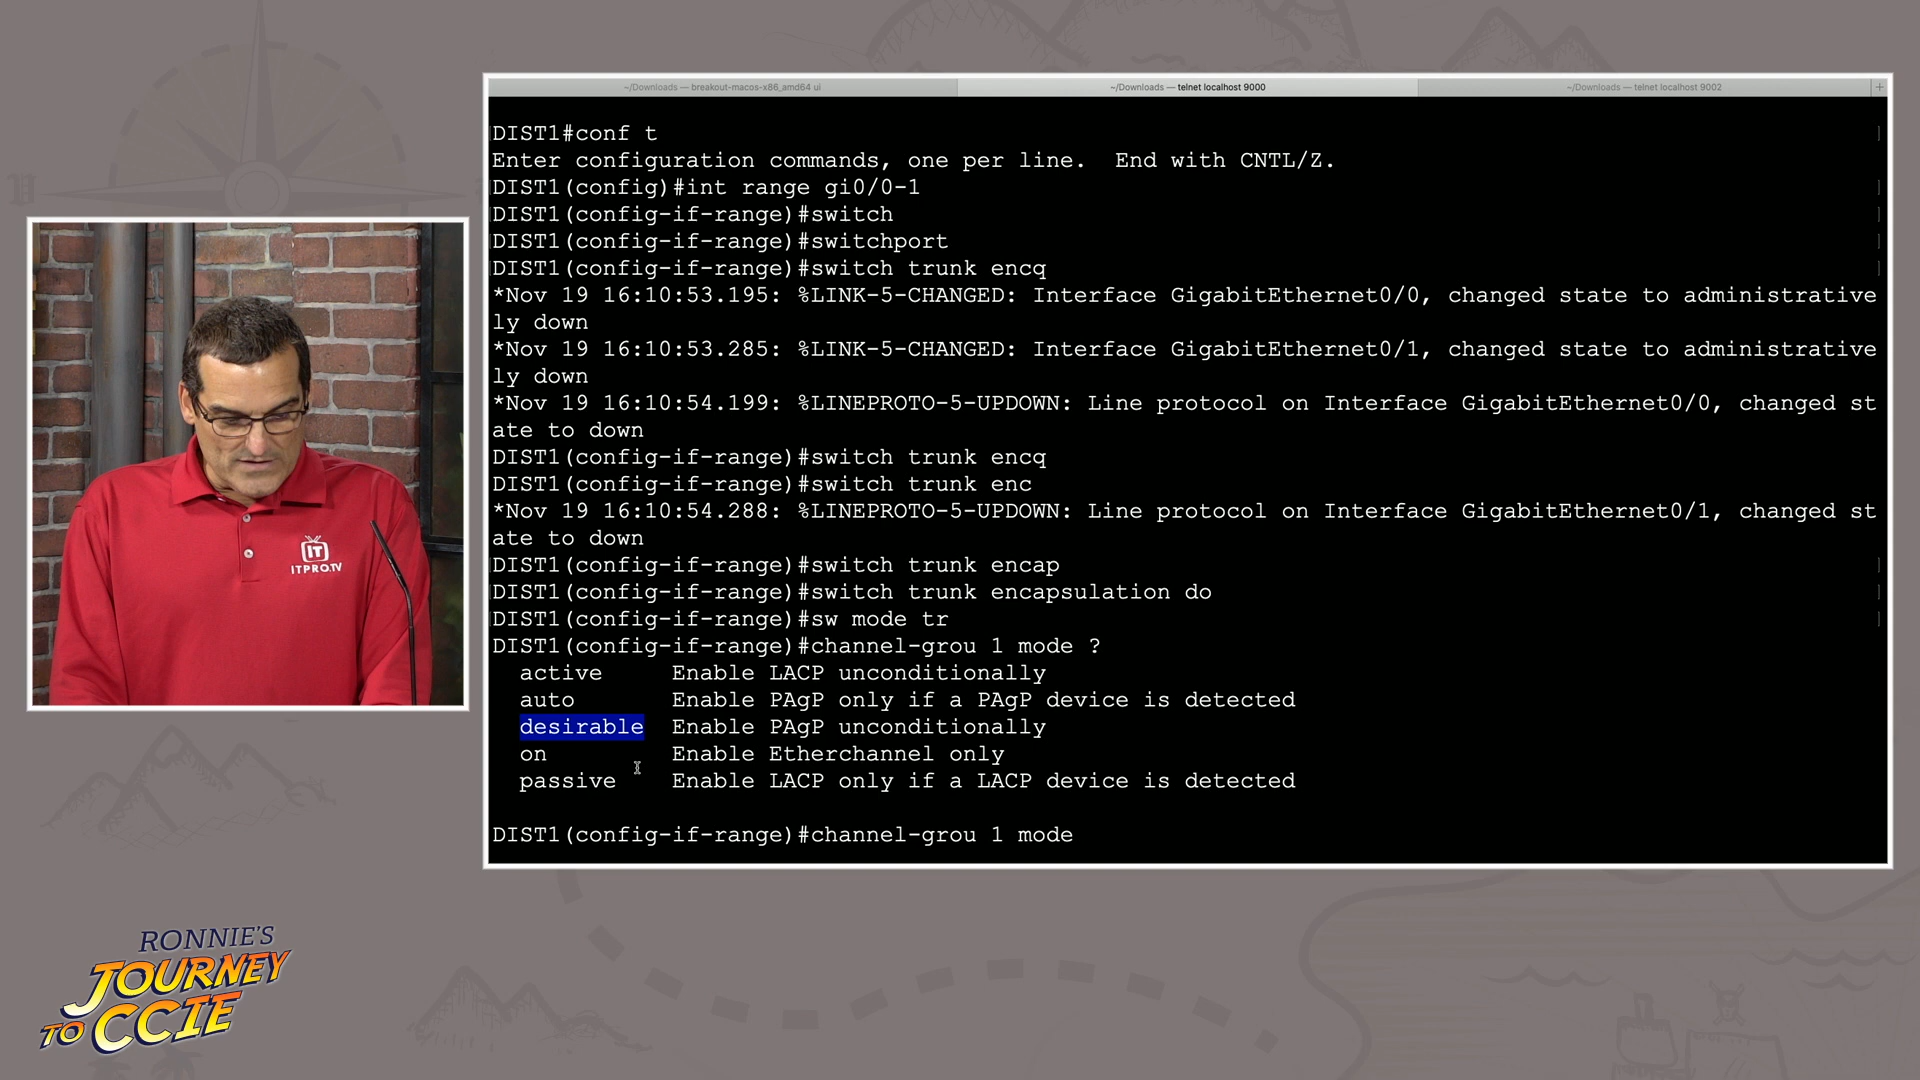 ~/Downloads — breakout-macos-x86_amd64 ui
~/Downloads — telnet localhost 9000
~/Downloads — telnet localhost 9002
+
DIST1#conf t
Enter configuration commands, one per line.  End with CNTL/Z.
DIST1(config)#int range gi0/0-1
DIST1(config-if-range)#switch
DIST1(config-if-range)#switchport
DIST1(config-if-range)#switch trunk encq
*Nov 19 16:10:53.195: %LINK-5-CHANGED: Interface GigabitEthernet0/0, changed state to administrative
ly down
*Nov 19 16:10:53.285: %LINK-5-CHANGED: Interface GigabitEthernet0/1, changed state to administrative
ly down
*Nov 19 16:10:54.199: %LINEPROTO-5-UPDOWN: Line protocol on Interface GigabitEthernet0/0, changed st
ate to down
DIST1(config-if-range)#switch trunk encq
DIST1(config-if-range)#switch trunk enc
*Nov 19 16:10:54.288: %LINEPROTO-5-UPDOWN: Line protocol on Interface GigabitEthernet0/1, changed st
ate to down
DIST1(config-if-range)#switch trunk encap
DIST1(config-if-range)#switch trunk encapsulation do
DIST1(config-if-range)#sw mode tr
DIST1(config-if-range)#channel-grou 1 mode ?
active     Enable LACP unconditionally
auto       Enable PAgP only if a PAgP device is detected
desirable  Enable PAgP unconditionally
on         Enable Etherchannel only
passive    Enable LACP only if a LACP device is detected
DIST1(config-if-range)#channel-grou 1 mode
IT
ITPRO.TV
RONNIE'S
JOURNEY
TO CCIE